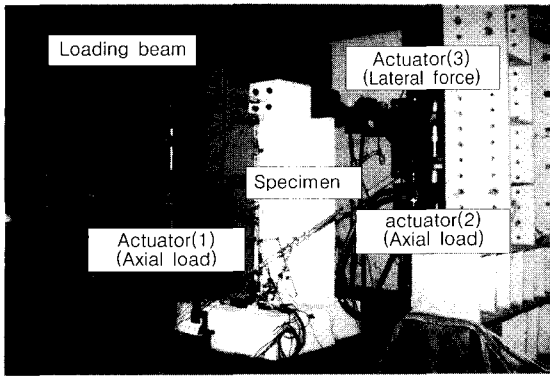 Loading beam
Actuator(3)
(Lateral force)
Specimen
Actuator(1)
(Axial load)
actuator(2)
(Axial load)